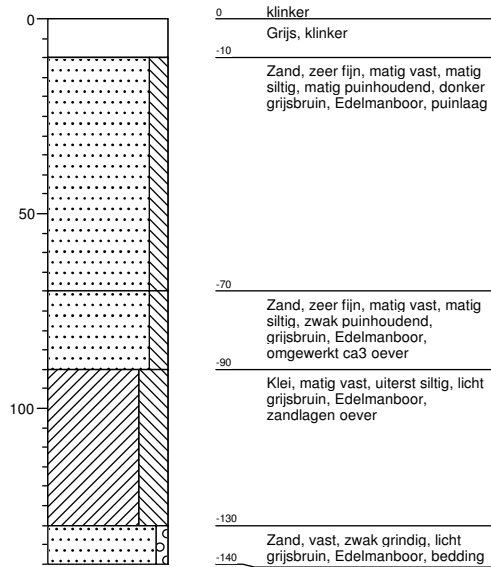 0
50
100
0 klinker
Grijs, klinker
-10
Zand, zeer fijn, matig vast, matig
siltig, matig puinhoudend, donker
grijsbruin, Edelmanboor, puinlaag
-70
Zand, zeer fijn, matig vast, matig
siltig, zwak puinhoudend,
grijsbruin, Edelmanboor,
omgewerkt ca3 oever
-90
Klei, matig vast, uiterst siltig, licht
grijsbruin, Edelmanboor,
zandlagen oever
-130
Zand, vast, zwak grindig, licht
-140 grijsbruin, Edelmanboor, bedding